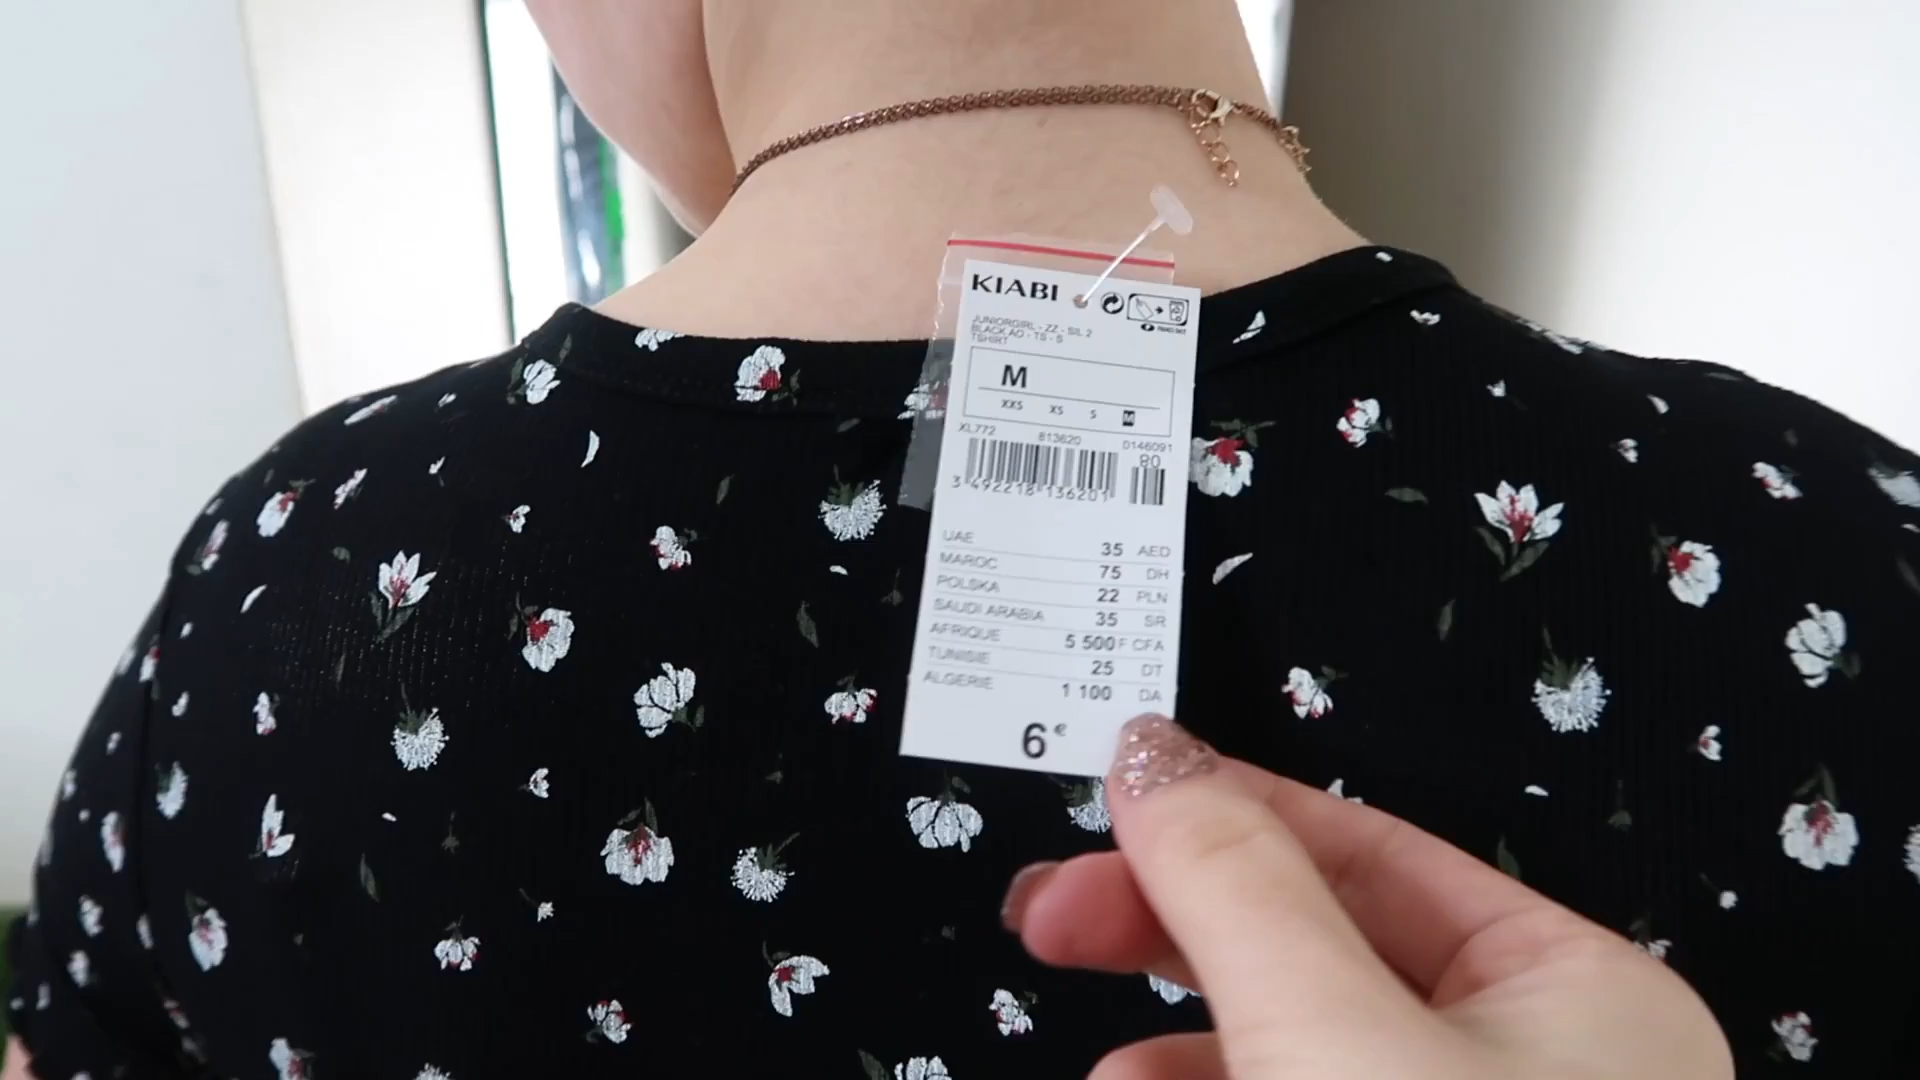 KIABI
JUNIORGIRL - ZZ - SIL 2
BLACK AO - TS - S
TSHIRT
M
XXS XS S M
XL772 813620 0146091
80
3 492218 136201
UAE 35 AED
MAROC 75 DH
POLSKA 22 PLN
SAUDI ARABIA 35 SR
AFRIQUE 5 500 F CFA
TUNISIE 25 DT
ALGERIE 1 100 DA
6 €